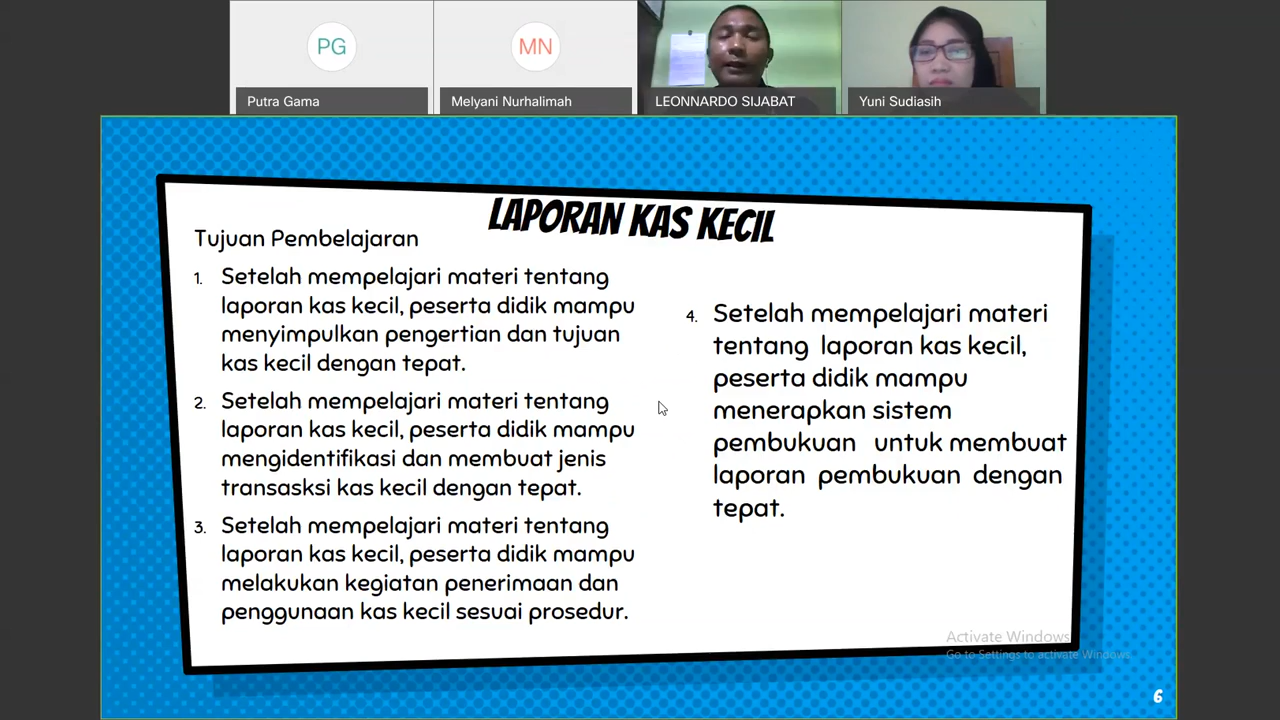 PG
MN
Putra Gama
Melyani Nurhalimah
LEONNARDO SIJABAT
Yuni Sudiasih
LAPORAN KAS KECIL
Tujuan Pembelajaran
1. Setelah mempelajari materi tentang
laporan kas kecil, peserta didik mampu
menyimpulkan pengertian dan tujuan
kas kecil dengan tepat.
2. Setelah mempelajari materi tentang
laporan kas kecil, peserta didik mampu
mengidentifikasi dan membuat jenis
transasksi kas kecil dengan tepat.
3. Setelah mempelajari materi tentang
laporan kas kecil, peserta didik mampu
melakukan kegiatan penerimaan dan
penggunaan kas kecil sesuai prosedur.
4. Setelah mempelajari materi
tentang laporan kas kecil,
peserta didik mampu
menerapkan sistem
pembukuan untuk membuat
laporan pembukuan dengan
tepat.
Activate Windows
Go to Settings to activate Windows.
6